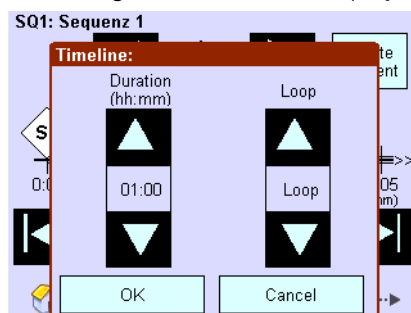 SQ1: Sequenz 1
Timeline:
Duration
(hh:mm)
Loop
01:00
Loop
OK
Cancel